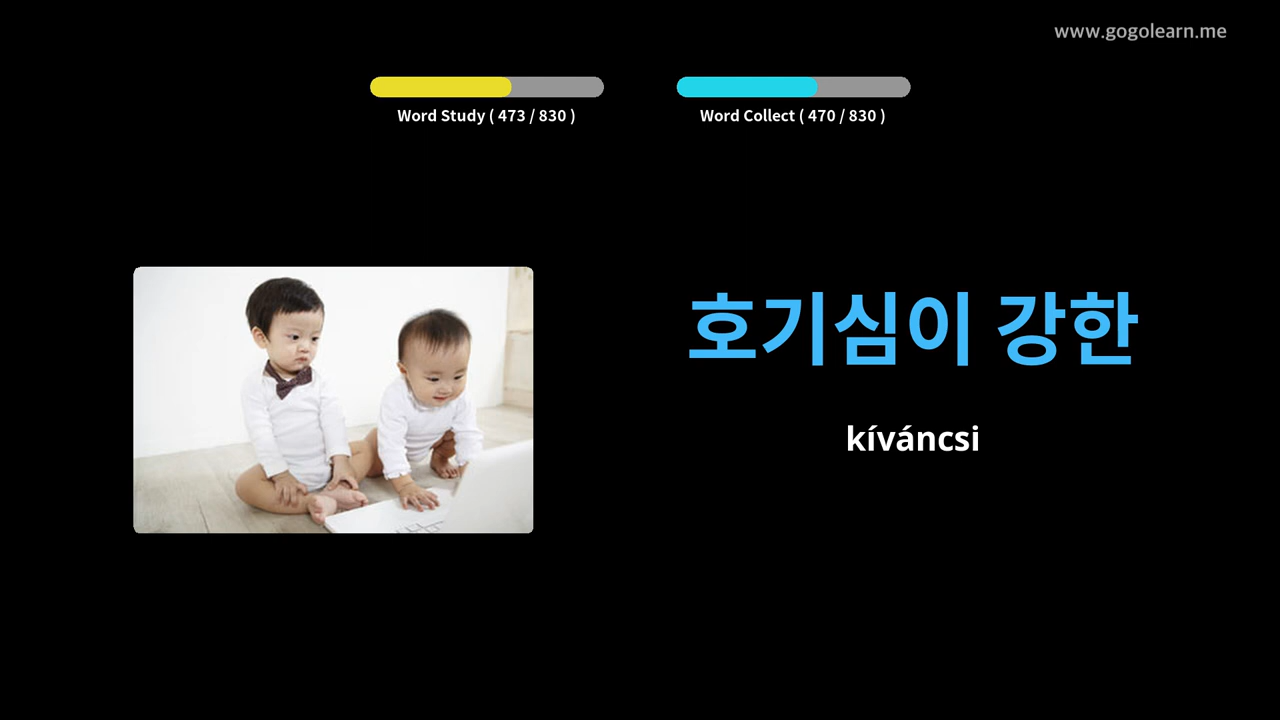 www.gogolearn.me
Word Study ( 473 / 830 )
Word Collect ( 470 / 830 )
호기심이 강한
kíváncsi